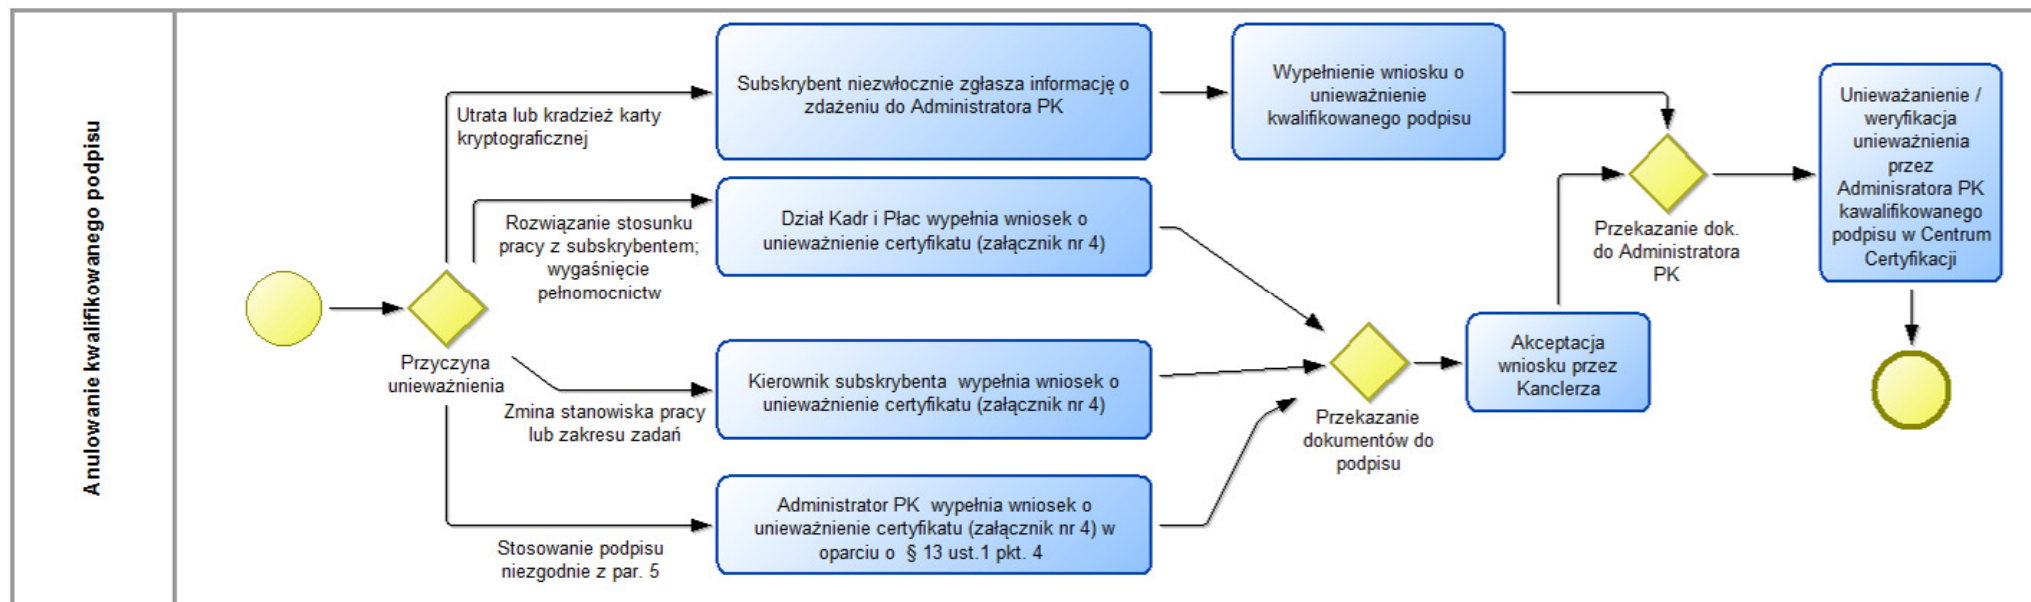 Anulowanie kwalifikowanego podpisu
Przyczyna
unieważnienia
Utrata lub kradzież karty
kryptograficznej
Subskrybent niezwłocznie zgłasza informację o
zdażeniu do Administratora PK
Wypełnienie wniosku o
unieważnienie
kwalifikowanego podpisu
Rozwiązanie stosunku
pracy z subskrybentem;
wygaśnięcie
pełnomocnictw
Dział Kadr i Płac wypełnia wniosek o
unieważnienie certyfikatu (załącznik nr 4)
Zmina stanowiska pracy
lub zakresu zadań
Kierownik subskrybenta wypełnia wniosek o
unieważnienie certyfikatu (załącznik nr 4)
Stosowanie podpisu
niezgodnie z par. 5
Administrator PK wypełnia wniosek o
unieważnienie certyfikatu (załącznik nr 4) w
oparciu o § 13 ust.1 pkt. 4
Przekazanie
dokumentów do
podpisu
Akceptacja
wniosku przez
Kanclerza
Przekazanie dok.
do Administratora
PK
Unieważanienie /
weryfikacja
unieważnienia
przez
Adminisratora PK
kawalifikowanego
podpisu w Centrum
Certyfikacji